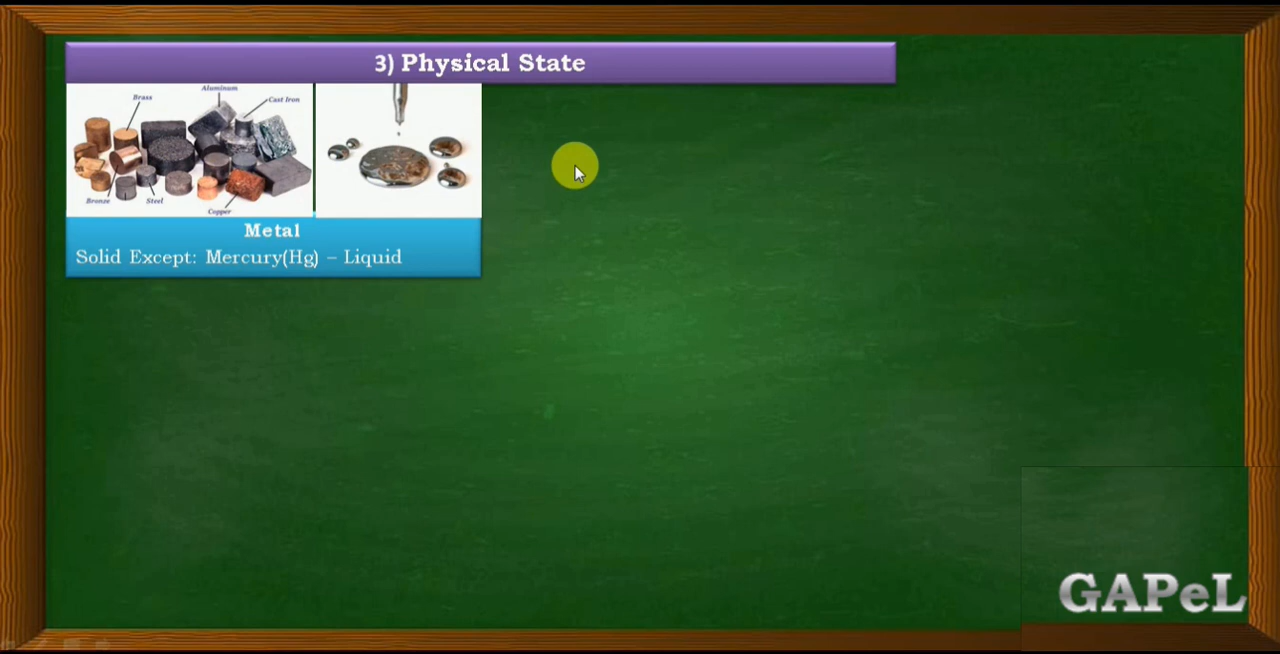 3) Physical State
Aluminum
Brass
Cast Iron
Bronze
Steel
Copper
Metal
Solid Except: Mercury(Hg) – Liquid
GAPeL